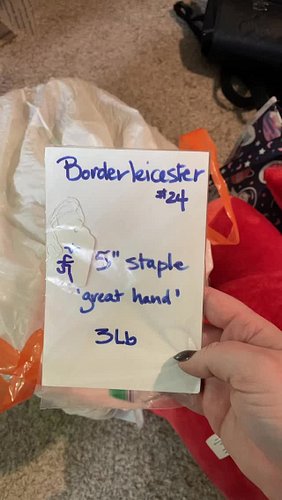 Borderleicester
$24
5" staple
'great hand'
3Lb